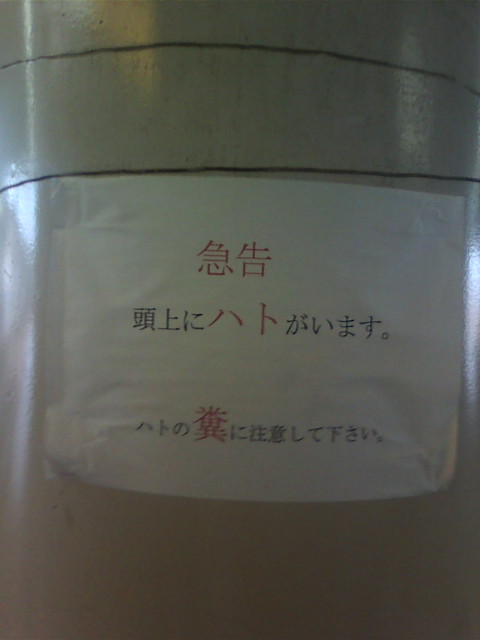 急告
頭上にハトがいます。
ハトの糞に注意して下さい。